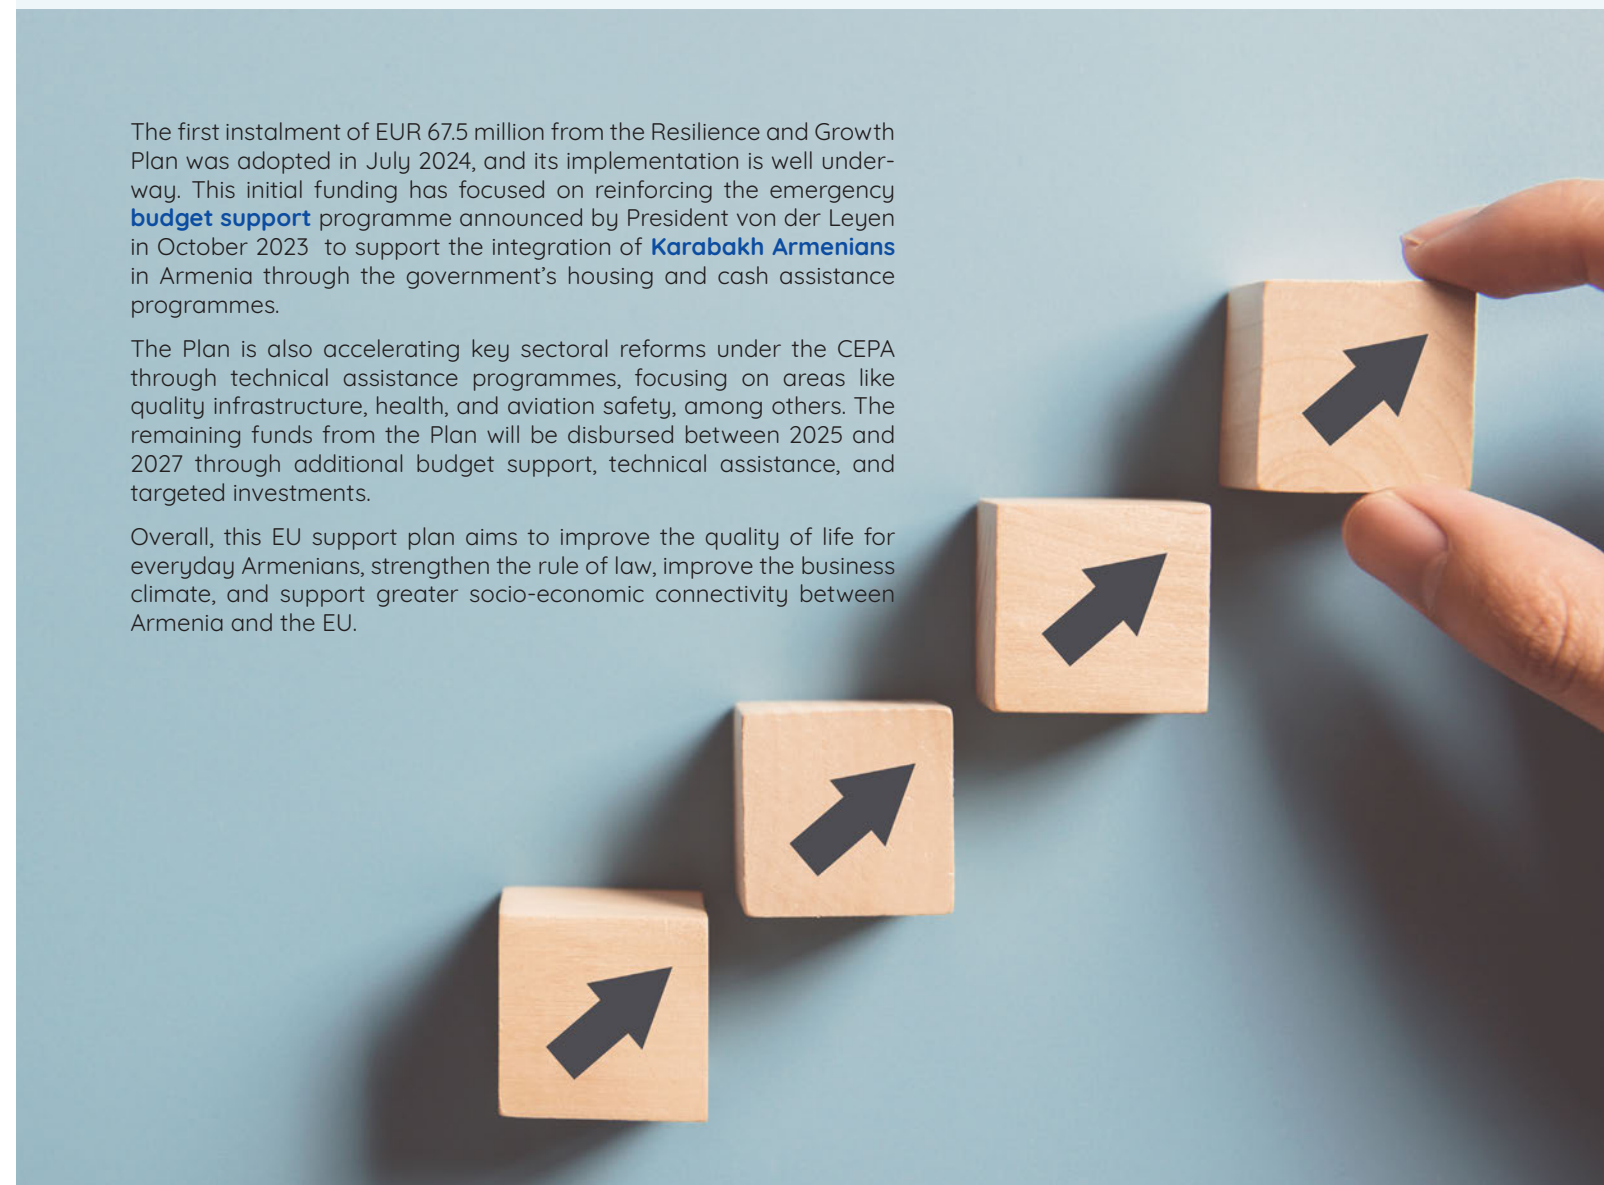 The first instalment of EUR 67.5 million from the Resilience and Growth
Plan was adopted in July 2024, and its implementation is well under-
way. This initial funding has focused on reinforcing the emergency
budget support programme announced by President von der Leyen
in October 2023 to support the integration of Karabakh Armenians
in Armenia through the government's housing and cash assistance
programmes.
The Plan is also accelerating key sectoral reforms under the CEPA
through technical assistance programmes, focusing on areas like
quality infrastructure, health, and aviation safety, among others. The
remaining funds from the Plan will be disbursed between 2025 and
2027 through additional budget support, technical assistance, and
targeted investments.
Overall, this EU support plan aims to improve the quality of life for
everyday Armenians, strengthen the rule of law, improve the business
climate, and support greater socio-economic connectivity between
Armenia and the EU.